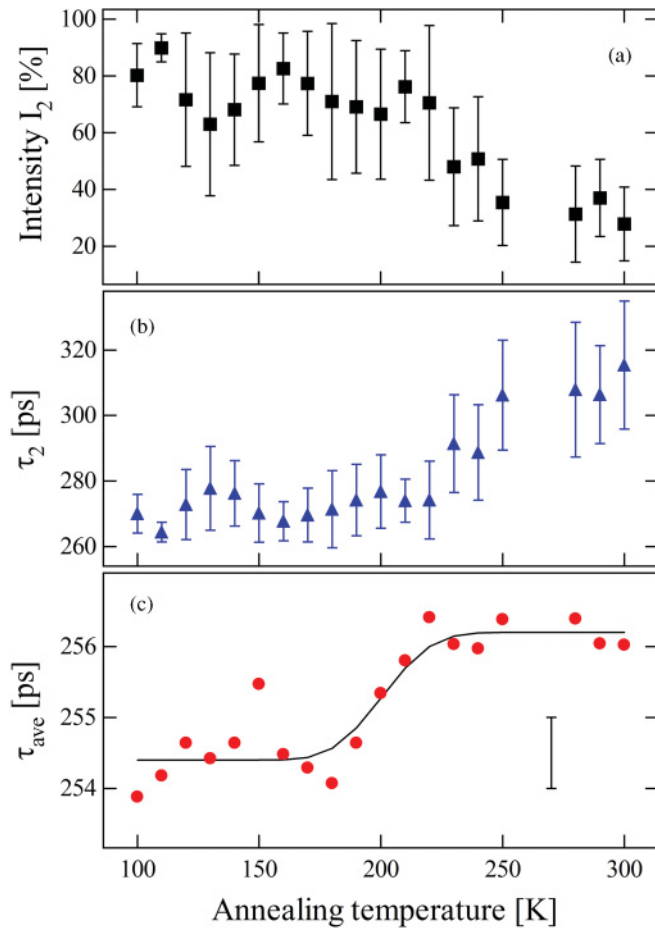 100
80
60
40
20
Intensity I₂ [%]
(a)
320
300
280
260
τ₂ [ps]
(b)
256
255
254
τave [ps]
(c)
100 150 200 250 300
Annealing temperature [K]